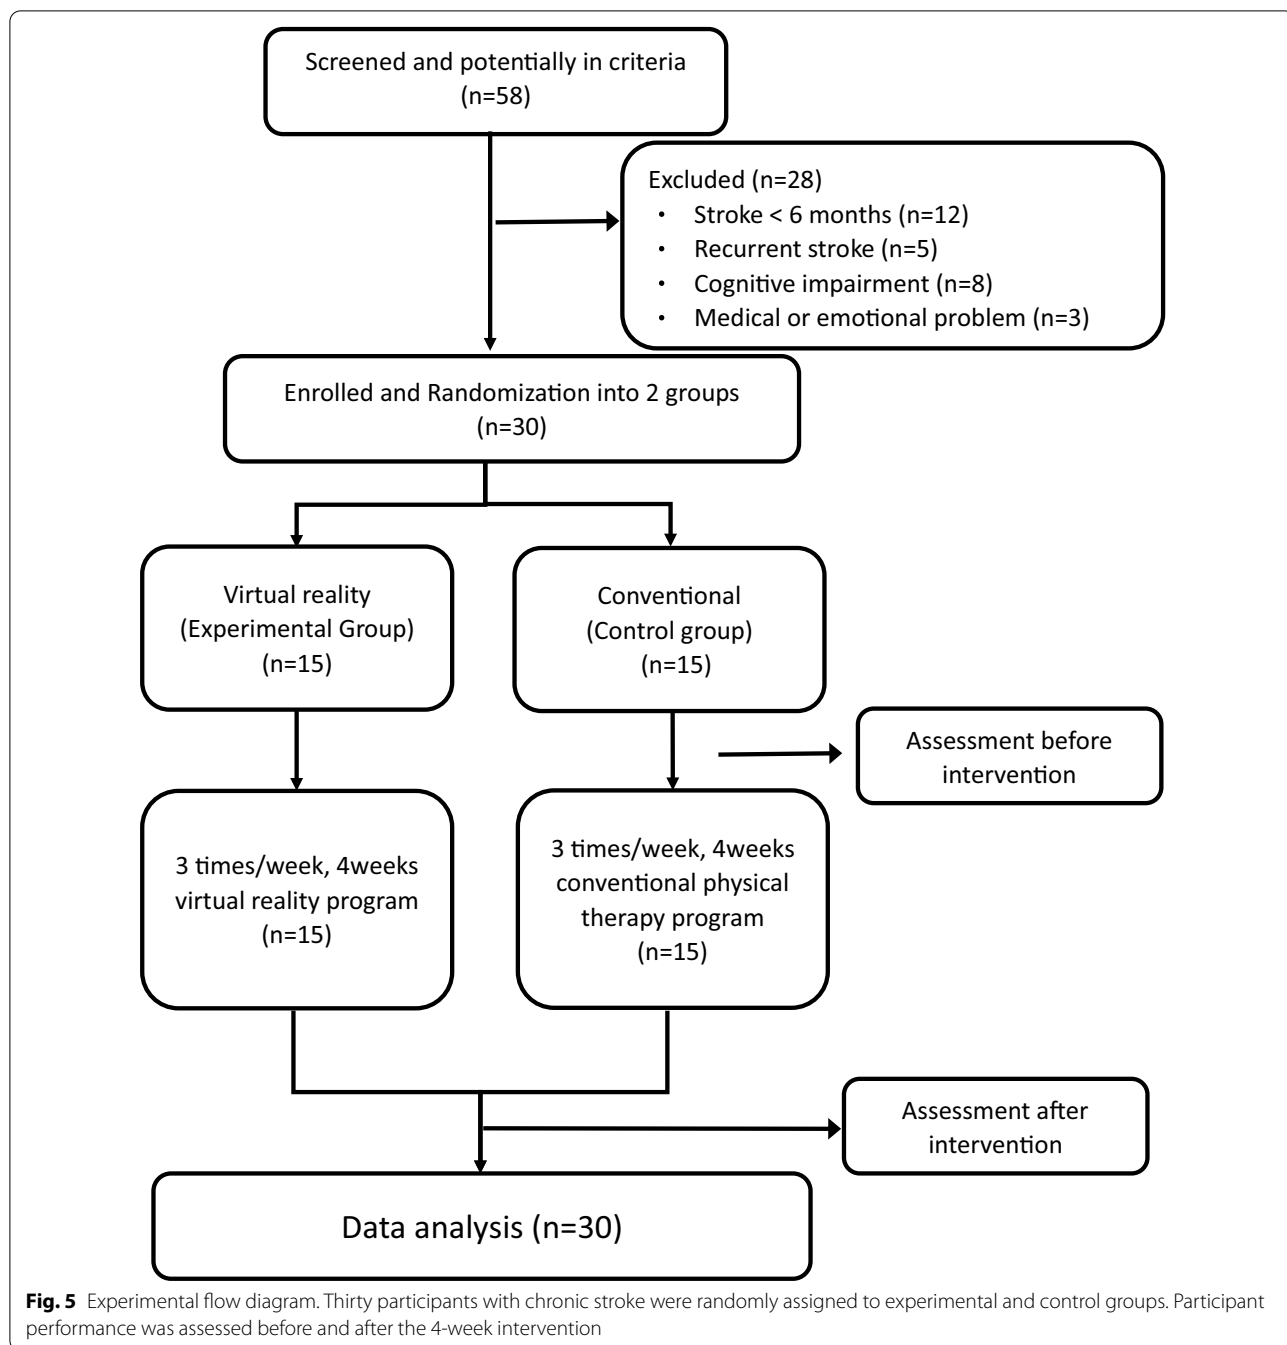 Screened and potentially in criteria
(n=58)
Excluded (n=28)
• Stroke < 6 months (n=12)
• Recurrent stroke (n=5)
• Cognitive impairment (n=8)
• Medical or emotional problem (n=3)
Enrolled and Randomization into 2 groups
(n=30)
Virtual reality
(Experimental Group)
(n=15)
Conventional
(Control group)
(n=15)
Assessment before
intervention
3 times/week, 4weeks
virtual reality program
(n=15)
3 times/week, 4weeks
conventional physical
therapy program
(n=15)
Assessment after
intervention
Data analysis (n=30)
Fig. 5 Experimental flow diagram. Thirty participants with chronic stroke were randomly assigned to experimental and control groups. Participant
performance was assessed before and after the 4-week intervention